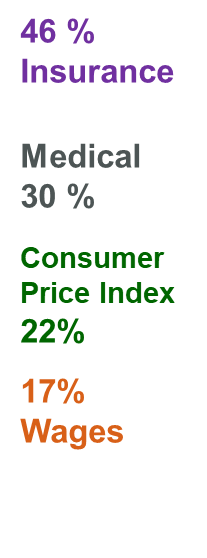 46 %
Insurance
Medical
30 %
Consumer
Price Index
22%
17%
Wages